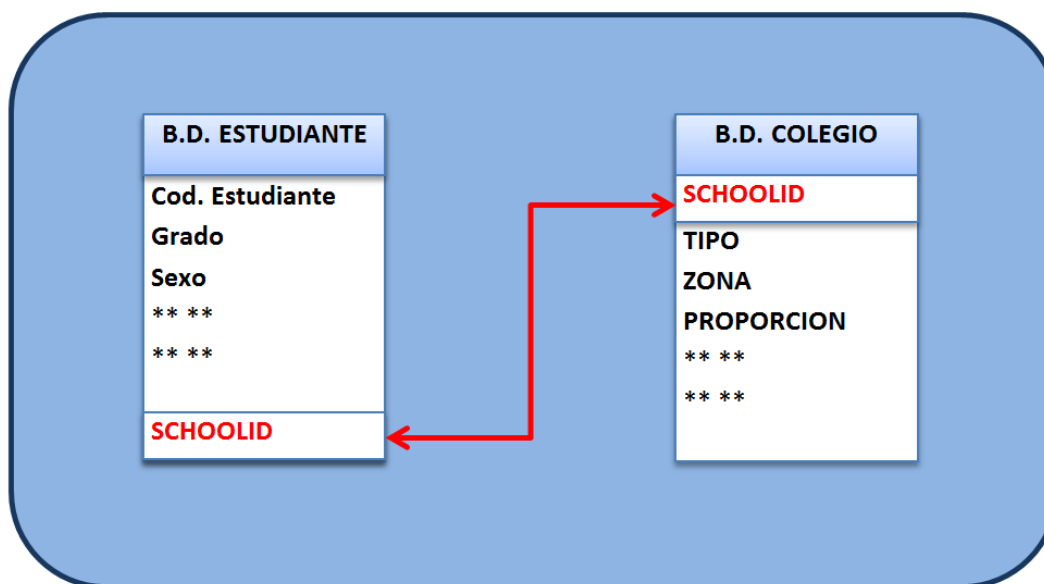 B.D. ESTUDIANTE
Cod. Estudiante
Grado
Sexo
** **
** **
SCHOOLID
B.D. COLEGIO
SCHOOLID
TIPO
ZONA
PROPORCION
** **
** **